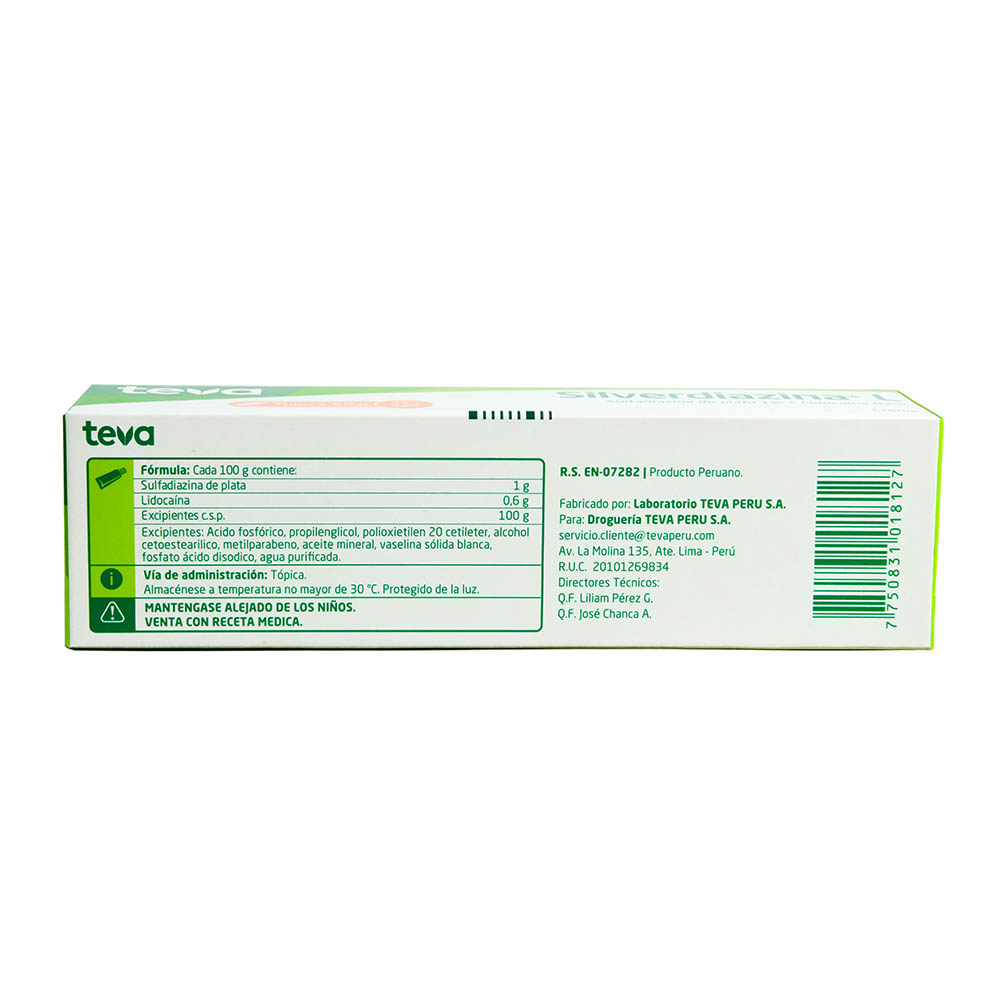 teva
Silverdiazina® L
Crema
teva
Fórmula: Cada 100 g contiene:
Sulfadiazina de plata 1 g
Lidocaína 0,6 g
Excipientes c.s.p. 100 g
Excipientes: Acido fosfórico, propilenglicol, polioxietilen 20 cetileter, alcohol
cetoestearilico, metilparabeno, aceite mineral, vaselina sólida blanca,
fosfato ácido disodico, agua purificada.
Vía de administración: Tópica.
Almacénese a temperatura no mayor de 30 °C. Protegido de la luz.
MANTENGASE ALEJADO DE LOS NIÑOS.
VENTA CON RECETA MEDICA.
R.S. EN-07282 | Producto Peruano.
Fabricado por: Laboratorio TEVA PERU S.A.
Para: Droguería TEVA PERU S.A.
servicio.cliente@tevaperu.com
Av. La Molina 135, Ate. Lima - Perú
R.U.C. 20101269834
Directores Técnicos:
Q.F. Liliam Pérez G.
Q.F. José Chanca A.
7 750831 018127